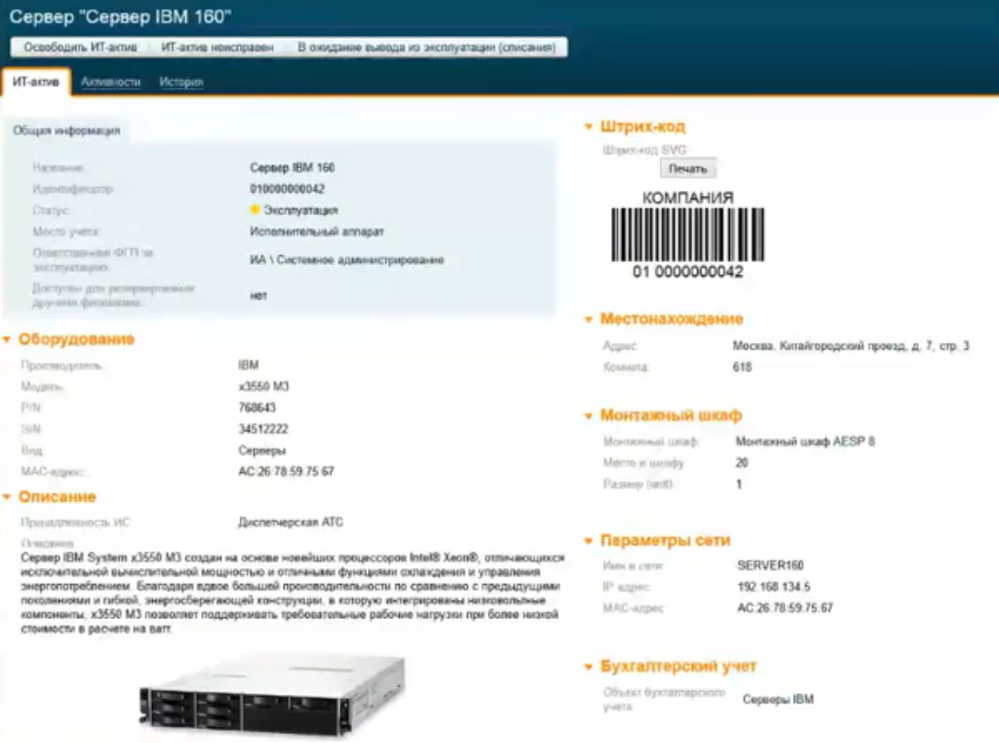 Сервер "Сервер IBM 160"
Освободить ИТ-актив ИТ-актив неисправен В ожидание вывода из эксплуатации (списания)
ИТ-актив Активности История
Общая информация
Название: Сервер IBM 160
Идентификатор 010000000042
Статус: Эксплуатация
Место учета: Исполнительный аппарат
Ответственная ФГП за
эксплуатацию: ИА \ Системное администрирование
Доступен для резервирования
другими филиалами: нет
Оборудование
Производитель: IBM
Модель: x3550 M3
P/N 768643
S/N 34512222
Вид: Серверы
MAC-адрес: AC:26:78:59:75:67
Описание
Принадлежность ИС: Диспетчерская АТС
Описание
Сервер IBM System x3550 M3 создан на основе новейших процессоров Intel® Xeon®, отличающихся
исключительной вычислительной мощностью и отличными функциями охлаждения и управления
энергопотреблением. Благодаря вдвое большей производительности по сравнению с предыдущими
поколениями и гибкой, энергосберегающей конструкции, в которую интегрированы низковольтные
компоненты, x3550 M3 позволяет поддерживать требовательные рабочие нагрузки при более низкой
стоимости в расчете на ватт.
Штрих-код
Штрих-код SVG
Печать
КОМПАНИЯ
01 0000000042
Местонахождение
Адрес: Москва, Китайгородский проезд, д. 7, стр. 3
Комната: 618
Монтажный шкаф
Монтажный шкаф: Монтажный шкаф AESP 8
Место в шкафу 20
Размер (unit): 1
Параметры сети
Имя в сети: SERVER160
IP адрес: 192.168.134.5
MAC-адрес AC:26:78:59:75:67
Бухгалтерский учет
Объект бухгалтерского
учета Серверы IBM